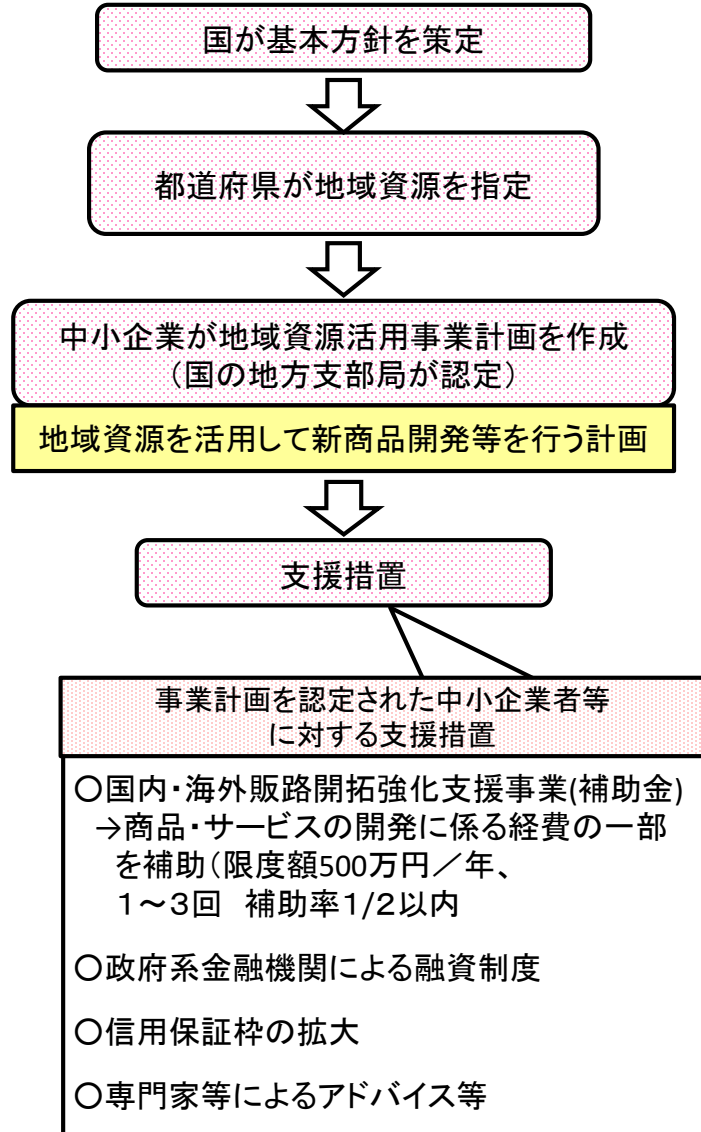 国が基本方針を策定
都道府県が地域資源を指定
中小企業が地域資源活用事業計画を作成
（国の地方支部局が認定）
地域資源を活用して新商品開発等を行う計画
支援措置
事業計画を認定された中小企業者等
に対する支援措置
○国内・海外販路開拓強化支援事業(補助金)
→商品・サービスの開発に係る経費の一部
を補助（限度額500万円／年、
１～３回　補助率1/2以内
○政府系金融機関による融資制度
○信用保証枠の拡大
○専門家等によるアドバイス等